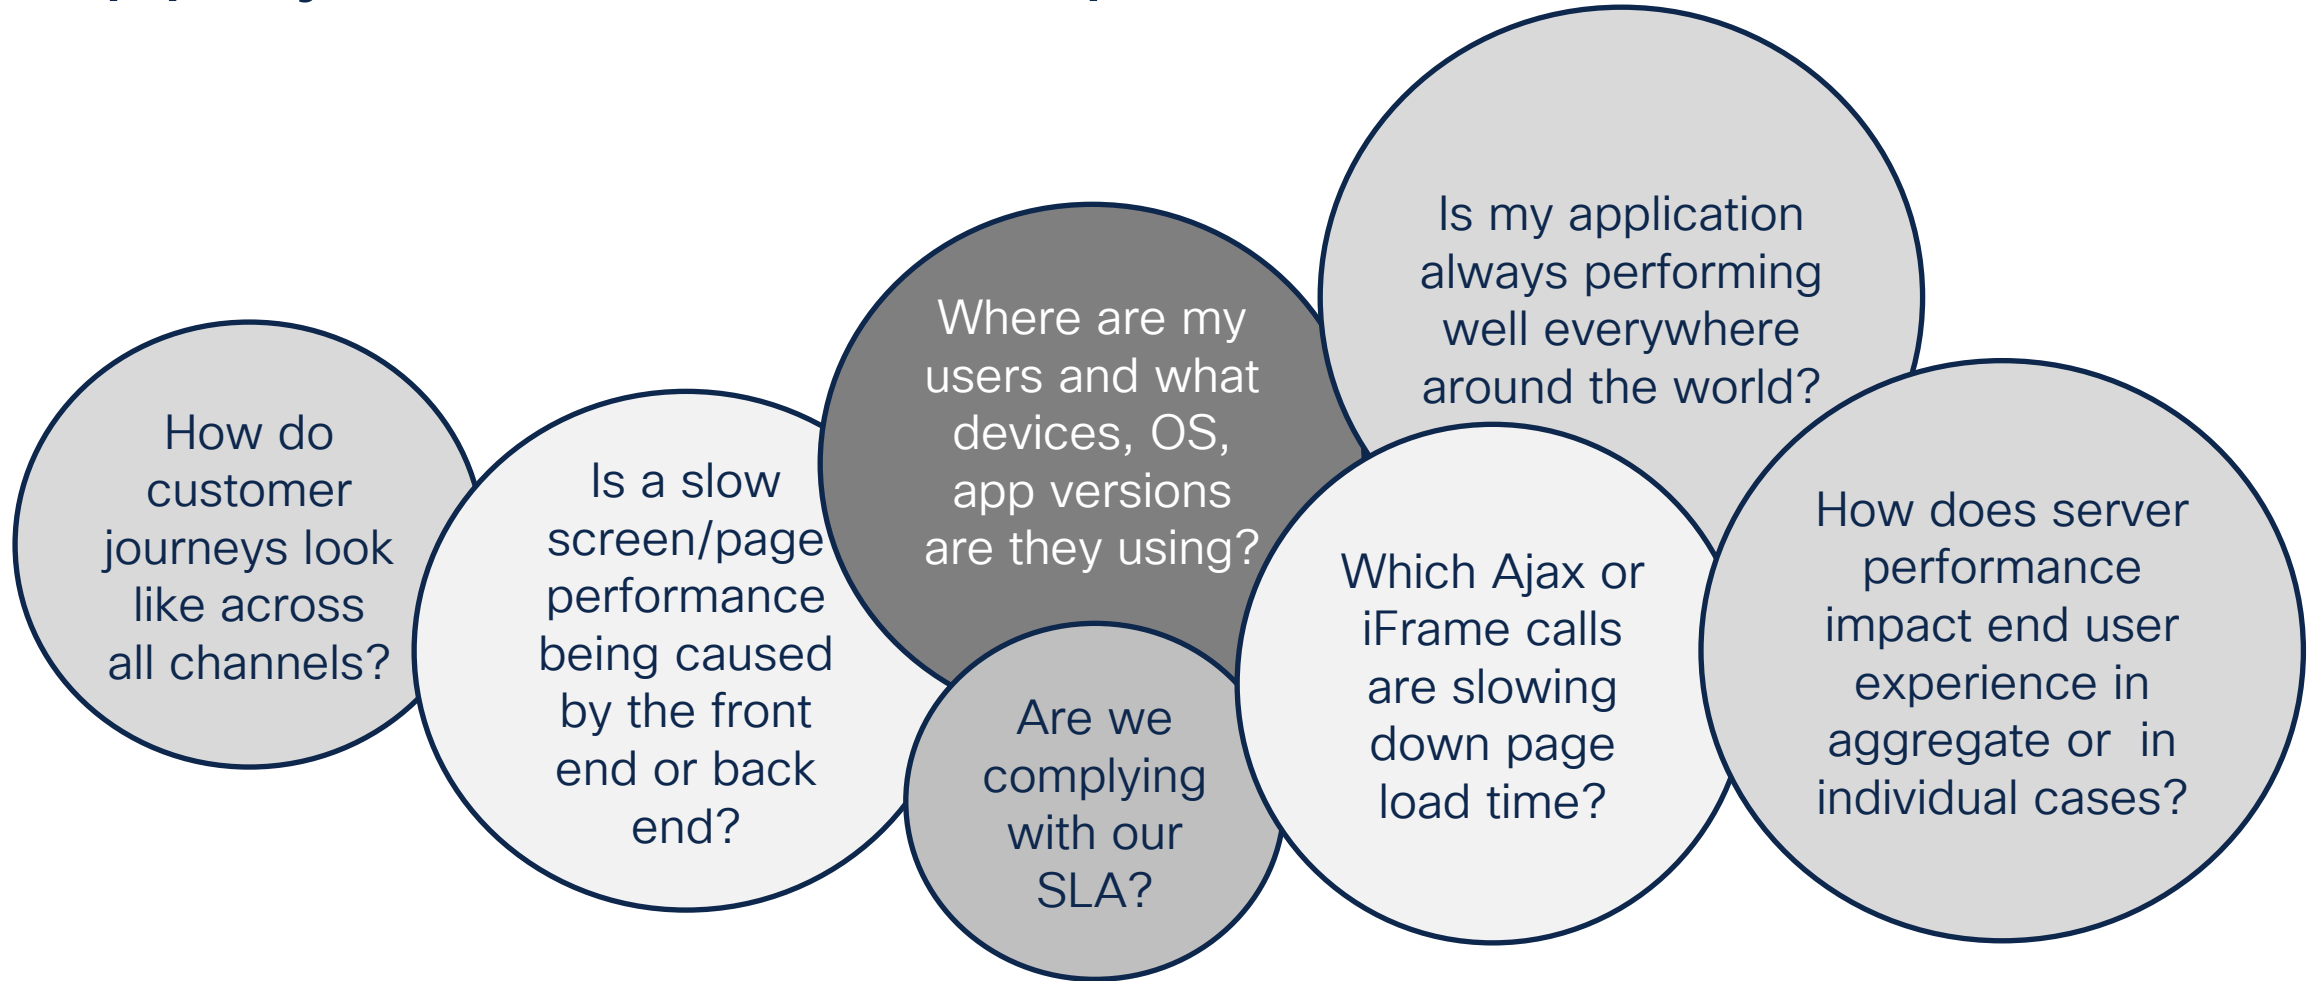 How do
customer
journeys look
like across
all channels?
Is a slow
screen/page
performance
being caused
by the front
end or back
end?
Where are my
users and what
devices, OS,
app versions
are they using?
Are we
complying
with our
SLA?
Is my application
always performing
well everywhere
around the world?
Which Ajax or
iFrame calls
are slowing
down page
load time?
How does server
performance
impact end user
experience in
aggregate or  in
individual cases?